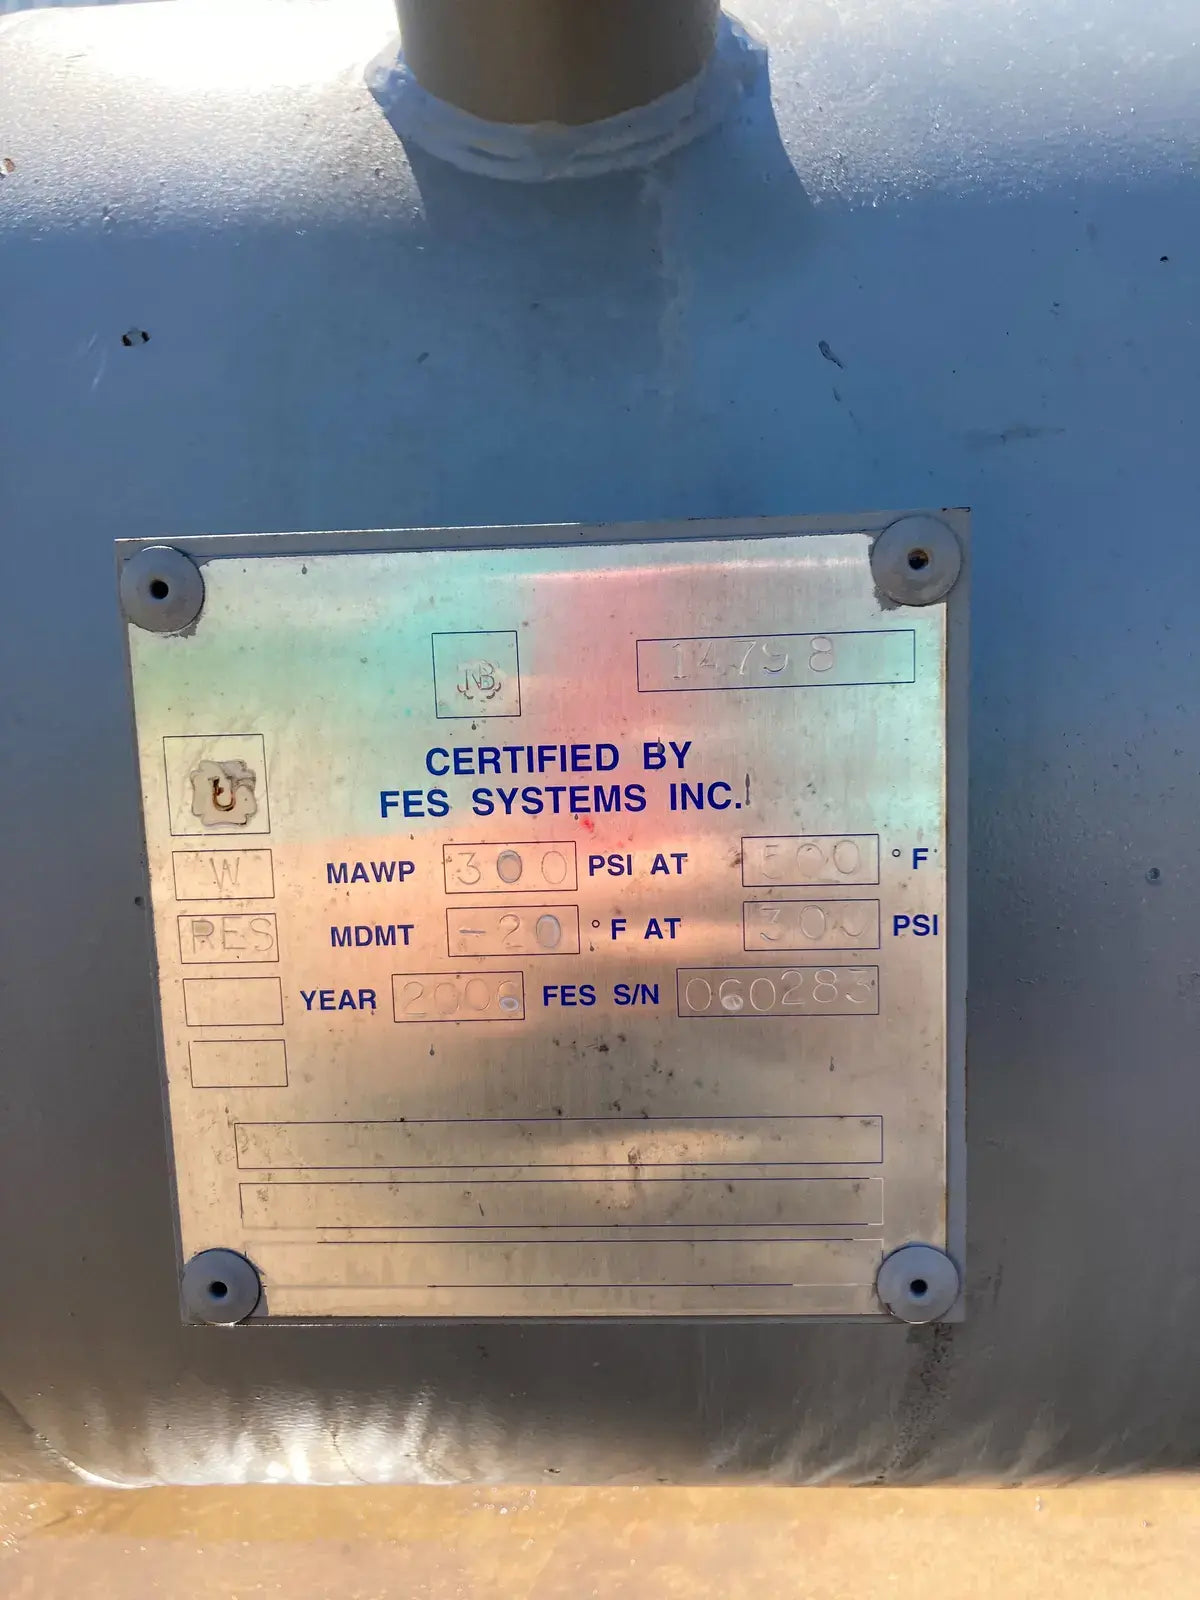 NB 14798
U
CERTIFIED BY
FES SYSTEMS INC.
W MAWP 300 PSI AT 500 °F
RES MDMT -20 °F AT 300 PSI
YEAR 2006 FES S/N 060283